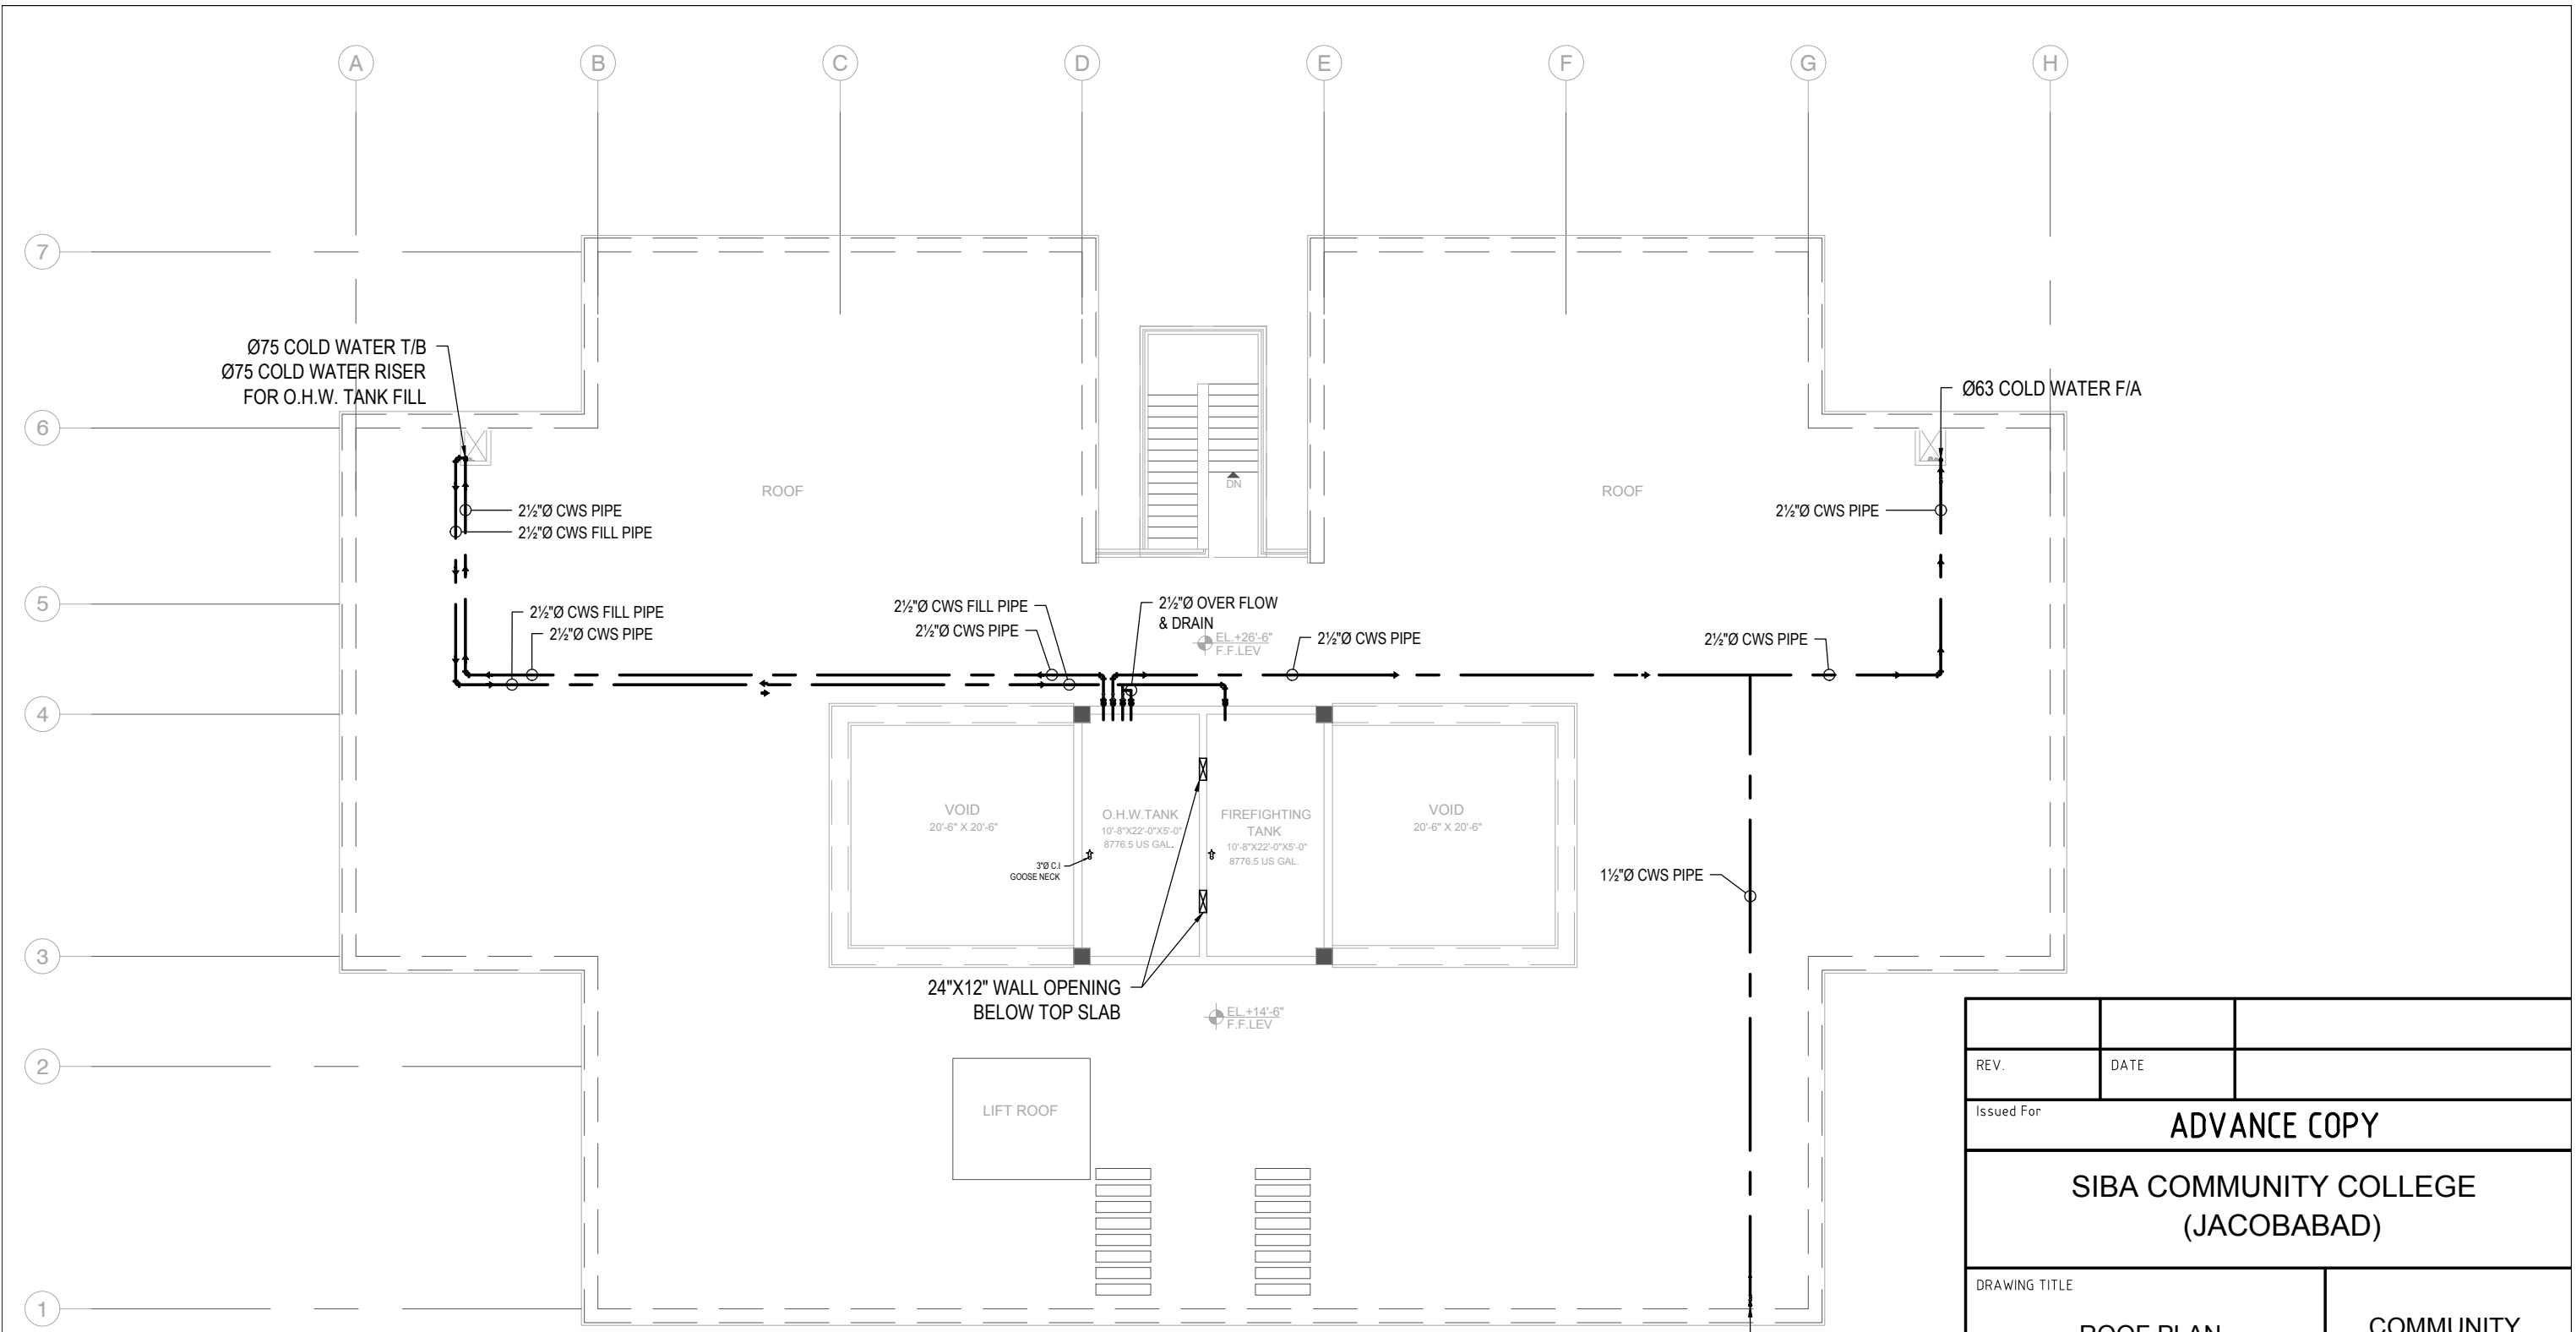 A
B
C
D
E
F
G
H
7
6
5
4
3
2
1
Ø75 COLD WATER T/B
Ø75 COLD WATER RISER
FOR O.H.W. TANK FILL
Ø63 COLD WATER F/A
ROOF
DN
ROOF
2½"Ø CWS PIPE
2½"Ø CWS FILL PIPE
2½"Ø CWS PIPE
2½"Ø CWS FILL PIPE
2½"Ø CWS PIPE
2½"Ø CWS FILL PIPE
2½"Ø CWS PIPE
2½"Ø OVER FLOW
& DRAIN
EL.+26'-6"
F.F.LEV
2½"Ø CWS PIPE
2½"Ø CWS PIPE
VOID
20'-6" X 20'-6"
O.H.W.TANK
10'-8"X22'-0"X5'-0"
8776.5 US GAL.
FIREFIGHTING
TANK
10'-8"X22'-0"X5'-0"
8776.5 US GAL.
VOID
20'-6" X 20'-6"
3"Ø C.I
GOOSE NECK
1½"Ø CWS PIPE
24"X12" WALL OPENING
BELOW TOP SLAB
EL.+14'-6"
F.F.LEV
LIFT ROOF
REV.
DATE
Issued For
ADVANCE COPY
SIBA COMMUNITY COLLEGE
(JACOBABAD)
DRAWING TITLE
ROOF PLAN
COMMUNITY